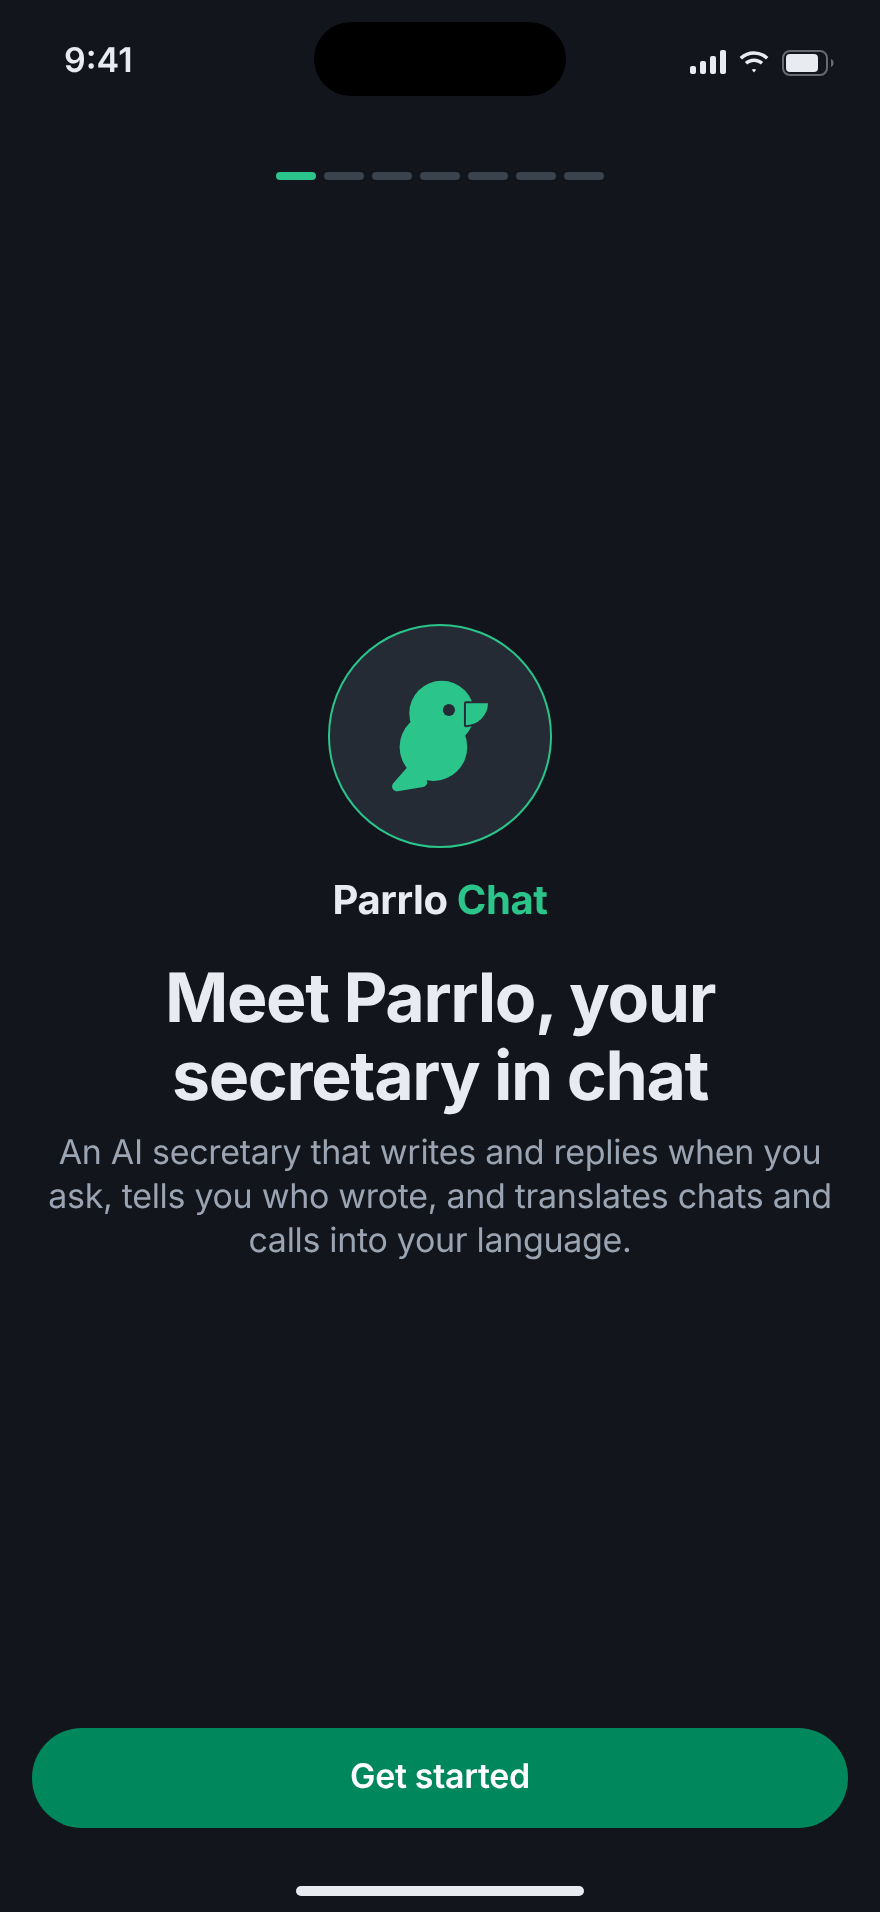 9:41
Parrlo Chat
Meet Parrlo, your
secretary in chat
An AI secretary that writes and replies when you
ask, tells you who wrote, and translates chats and
calls into your language.
Get started